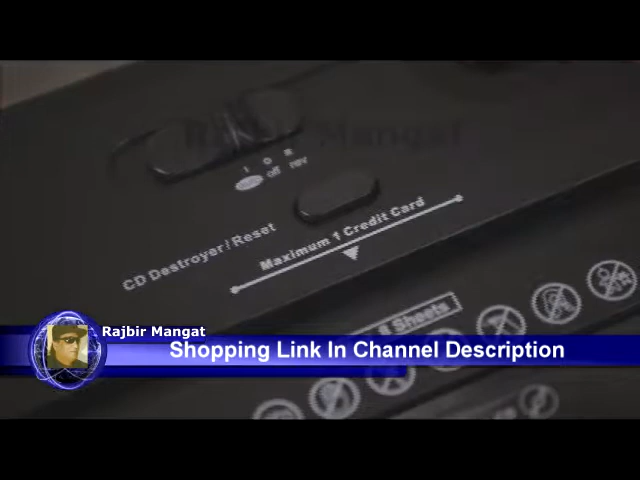 Rajbir Mangat
I O R
off rev
CD Destroyer/Reset
Maximum 1 Credit Card
Sheets
Rajbir Mangat
Shopping Link In Channel Description